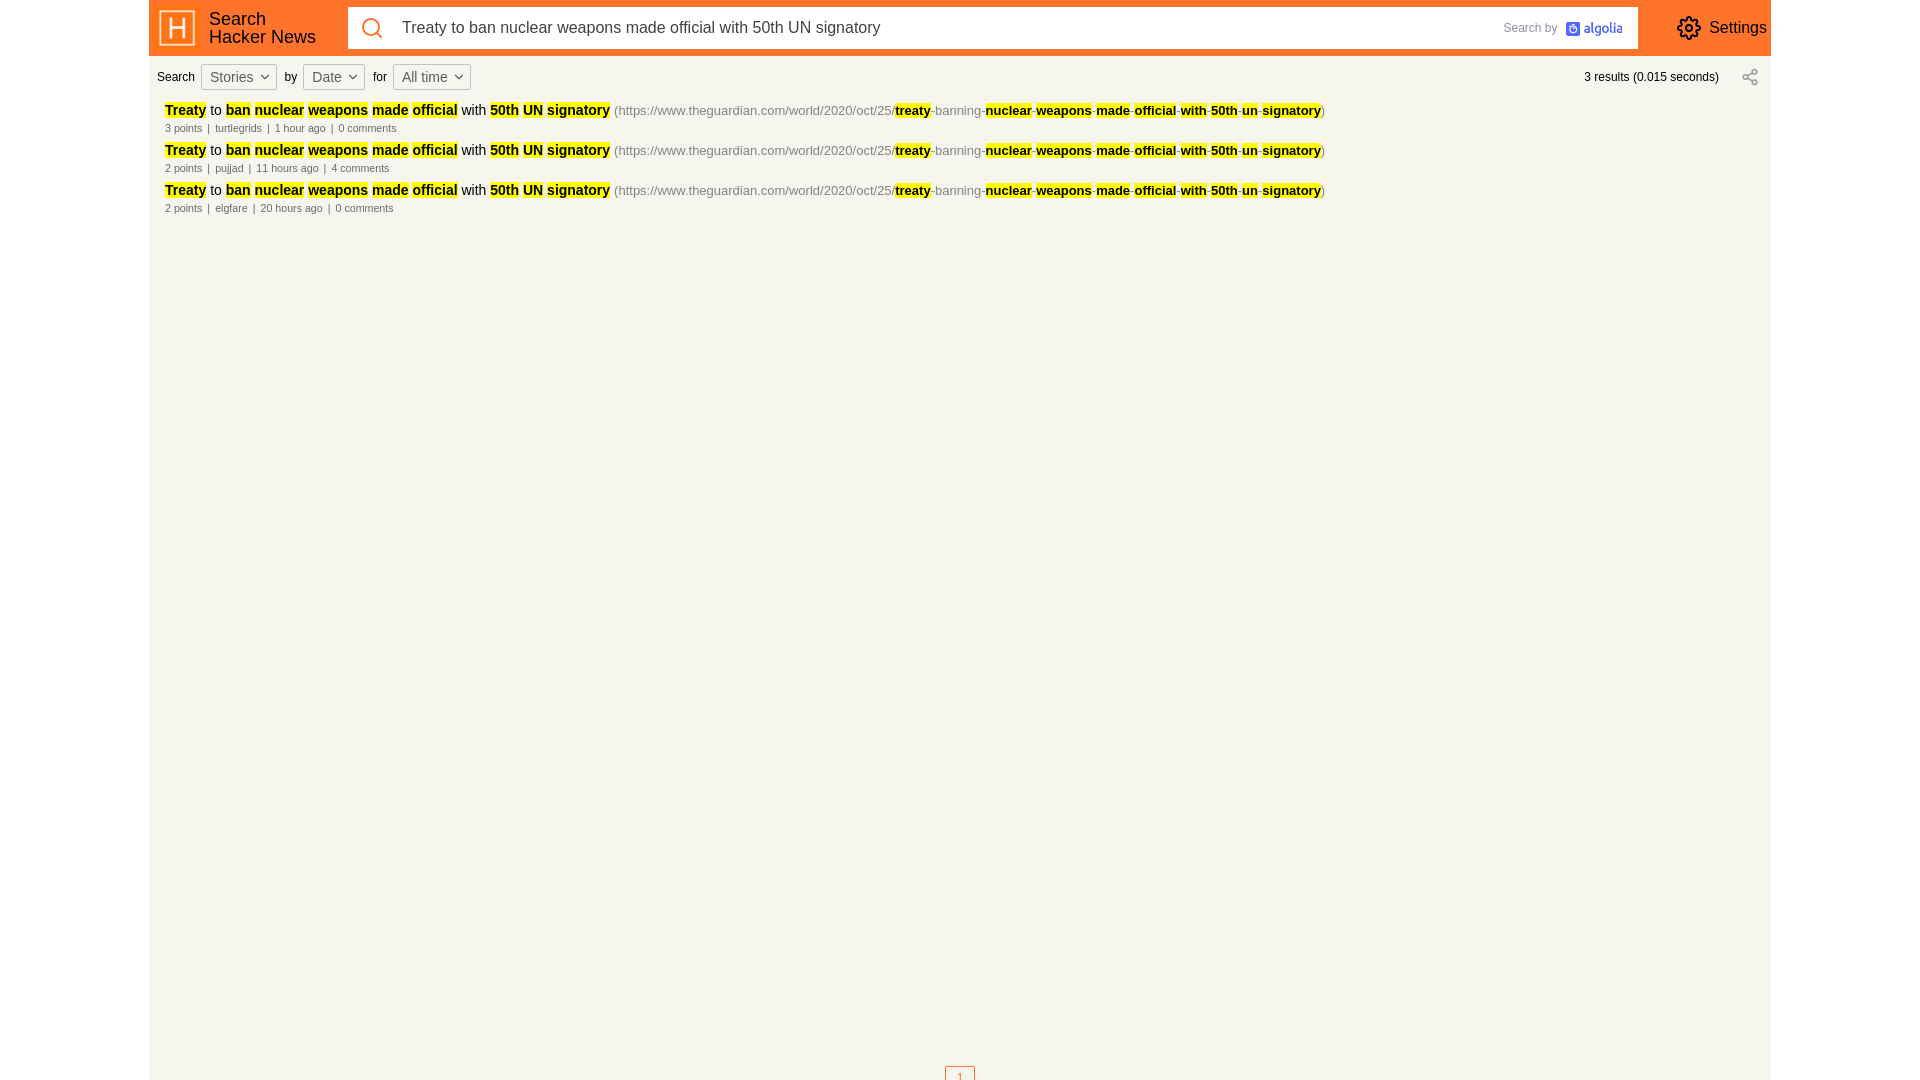 H Search Hacker News
Treaty to ban nuclear weapons made official with 50th UN signatory
Search by algolia
Settings
Search Stories by Date for All time
3 results (0.015 seconds)
Treaty to ban nuclear weapons made official with 50th UN signatory (https://www.theguardian.com/world/2020/oct/25/treaty-banning-nuclear-weapons-made-official-with-50th-un-signatory)
3 points | turtlegrids | 1 hour ago | 0 comments
Treaty to ban nuclear weapons made official with 50th UN signatory (https://www.theguardian.com/world/2020/oct/25/treaty-banning-nuclear-weapons-made-official-with-50th-un-signatory)
2 points | pujjad | 11 hours ago | 4 comments
Treaty to ban nuclear weapons made official with 50th UN signatory (https://www.theguardian.com/world/2020/oct/25/treaty-banning-nuclear-weapons-made-official-with-50th-un-signatory)
2 points | elgfare | 20 hours ago | 0 comments
1